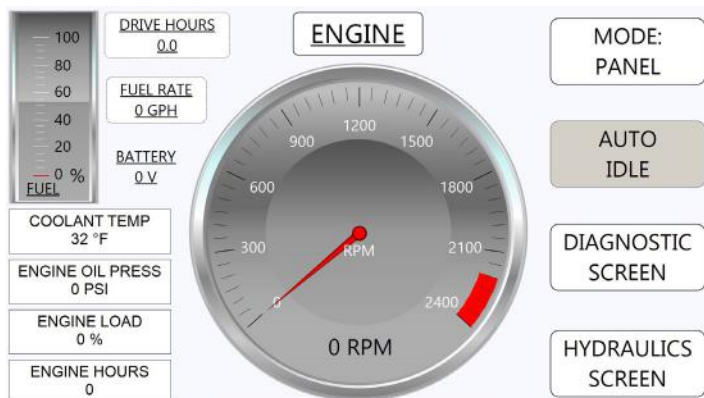 100
80
60
40
20
0 %
FUEL
DRIVE HOURS
0.0
FUEL RATE
0 GPH
BATTERY
0 V
COOLANT TEMP
32 °F
ENGINE OIL PRESS
0 PSI
ENGINE LOAD
0 %
ENGINE HOURS
0
ENGINE
0
300
600
900
1200
1500
1800
2100
2400
RPM
0 RPM
MODE:
PANEL
AUTO
IDLE
DIAGNOSTIC
SCREEN
HYDRAULICS
SCREEN